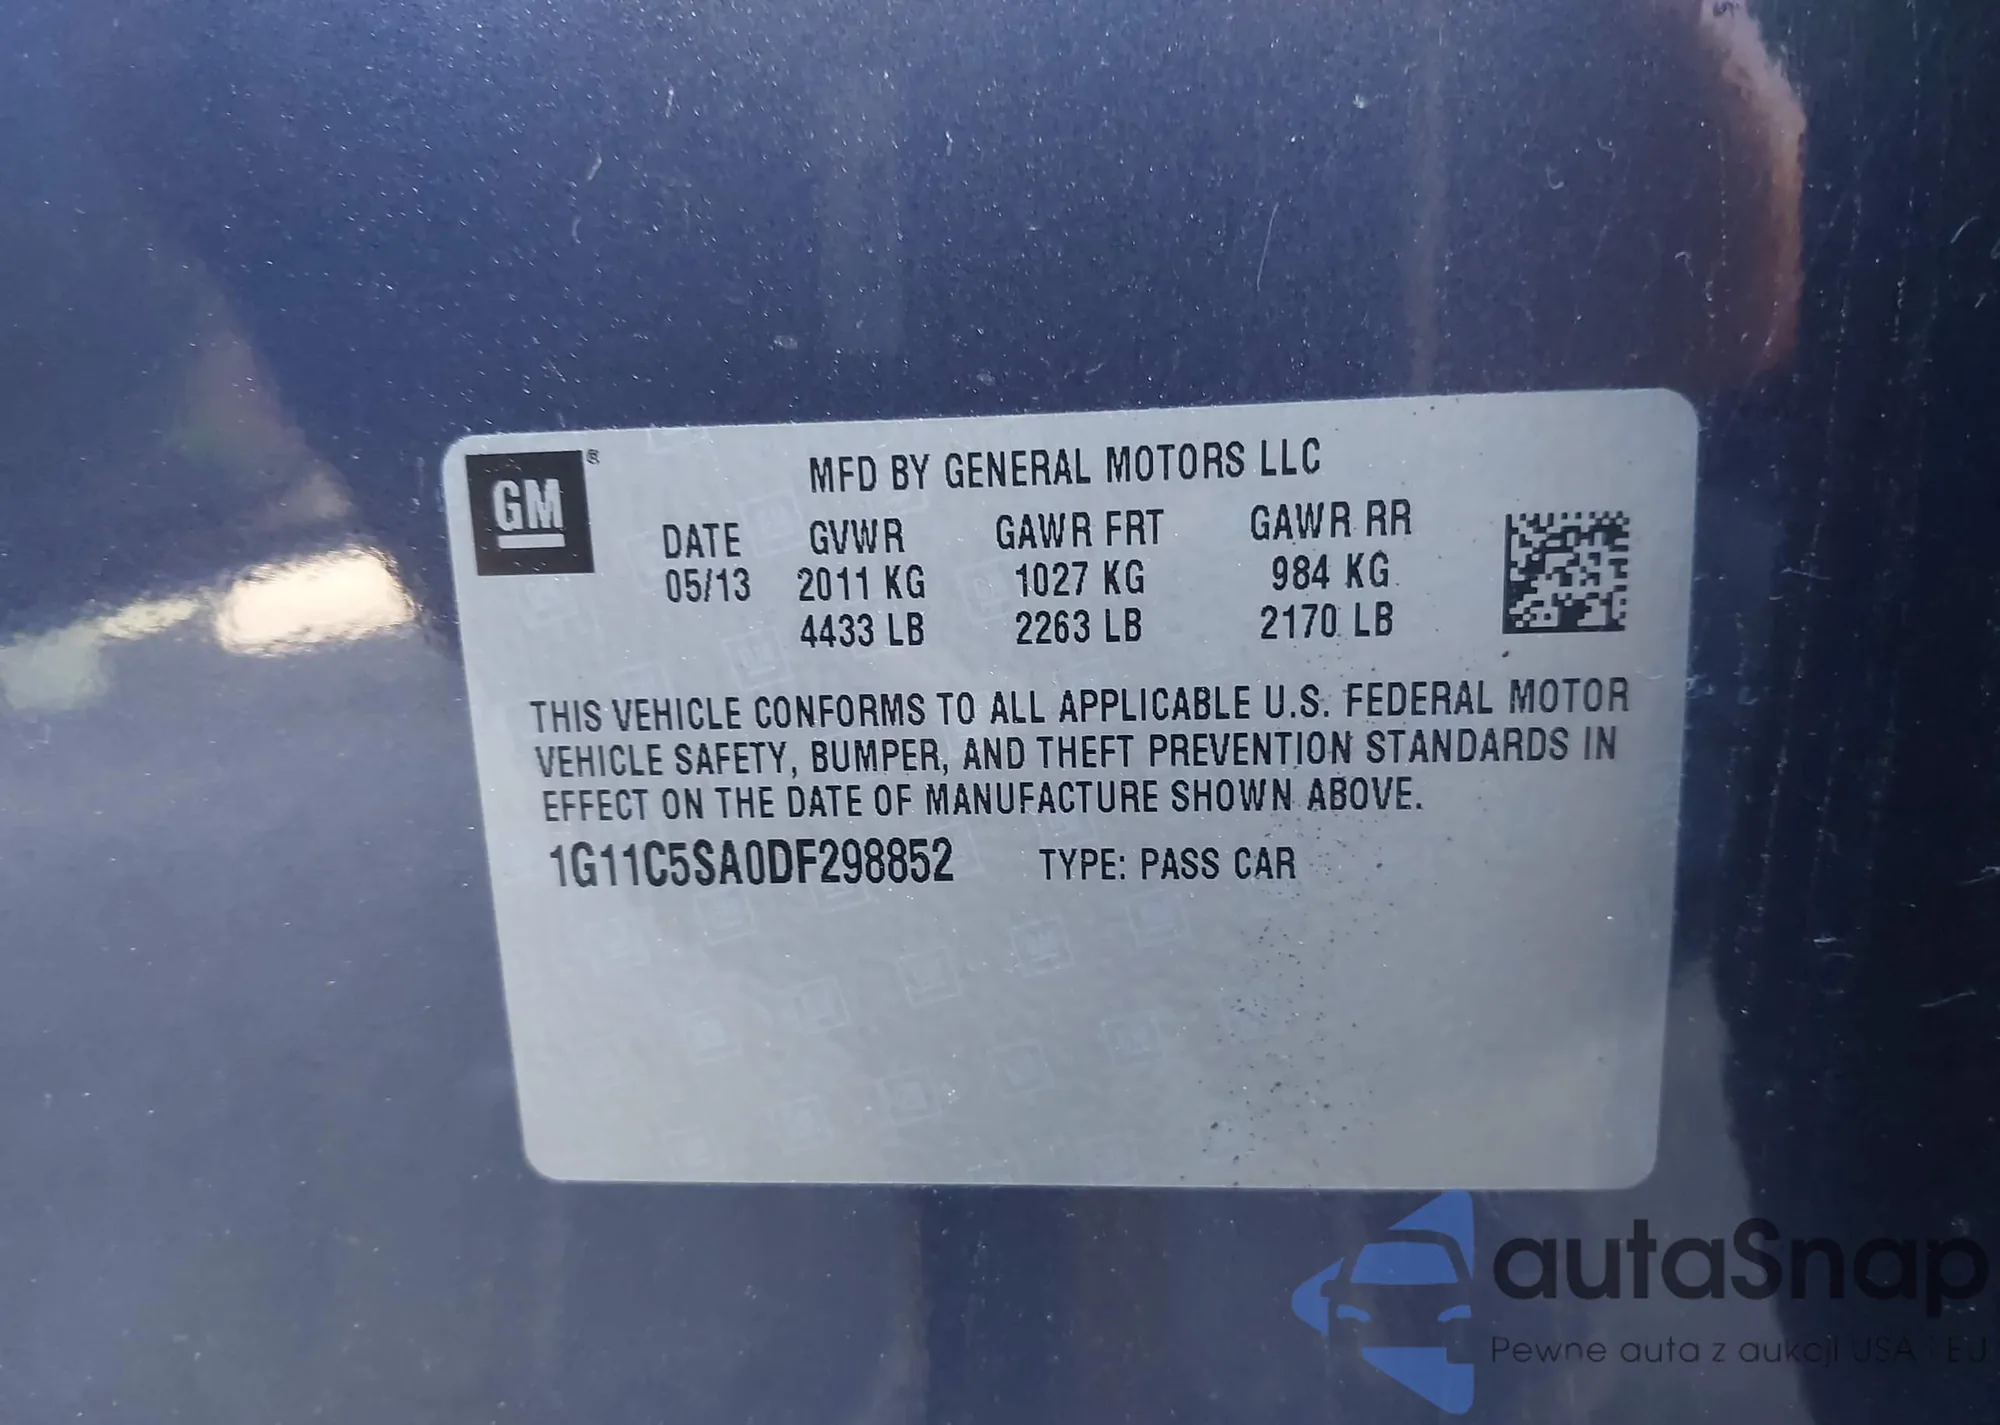 GM®
MFD BY GENERAL MOTORS LLC
DATE GVWR GAWR FRT GAWR RR
05/13 2011 KG 1027 KG 984 KG
4433 LB 2263 LB 2170 LB
THIS VEHICLE CONFORMS TO ALL APPLICABLE U.S. FEDERAL MOTOR
VEHICLE SAFETY, BUMPER, AND THEFT PREVENTION STANDARDS IN
EFFECT ON THE DATE OF MANUFACTURE SHOWN ABOVE.
1G11C5SA0DF298852 TYPE: PASS CAR
autaSnap
Pewne auta z aukcji USA - EU